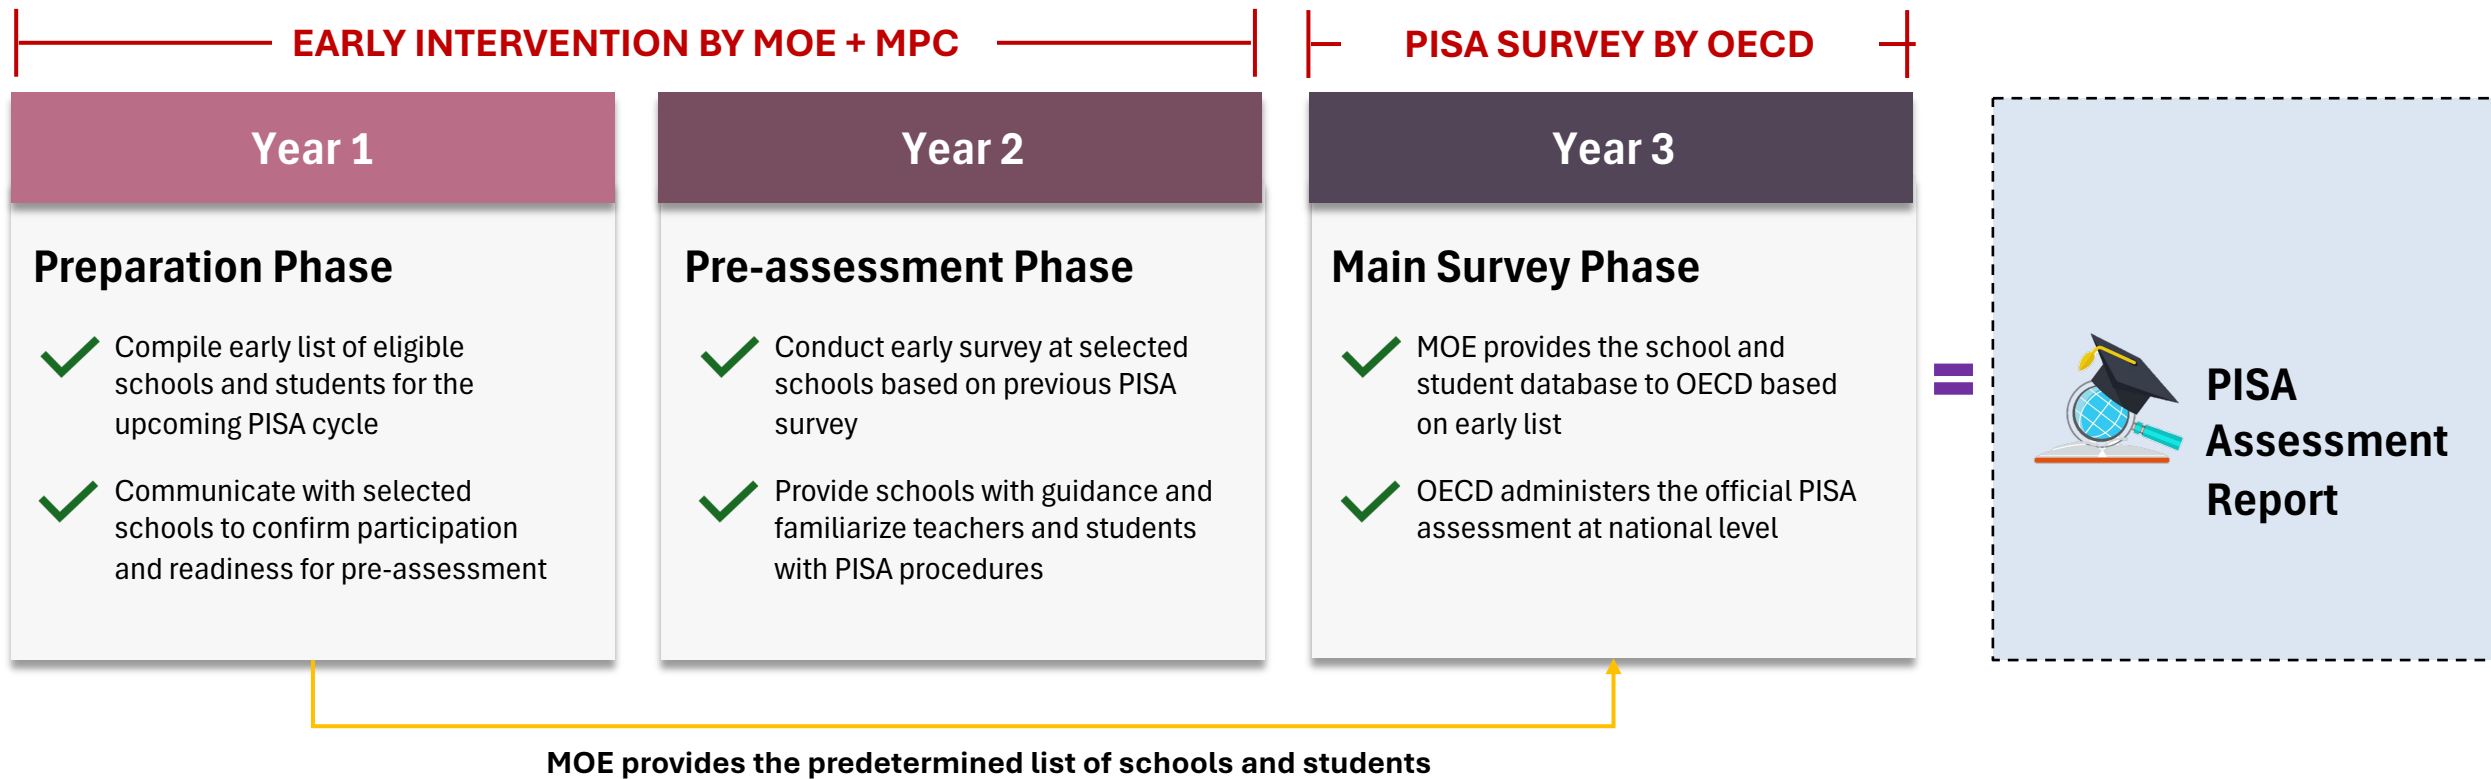 EARLY INTERVENTION BY MOE + MPC
PISA SURVEY BY OECD
Year 1
Preparation Phase
Compile early list of eligible
schools and students for the
upcoming PISA cycle
Communicate with selected
schools to confirm participation
and readiness for pre-assessment
Year 2
Pre-assessment Phase
Conduct early survey at selected
schools based on previous PISA
survey
Provide schools with guidance and
familiarize teachers and students
with PISA procedures
Year 3
Main Survey Phase
MOE provides the school and
student database to OECD based
on early list
OECD administers the official PISA
assessment at national level
=
PISA
Assessment
Report
MOE provides the predetermined list of schools and students